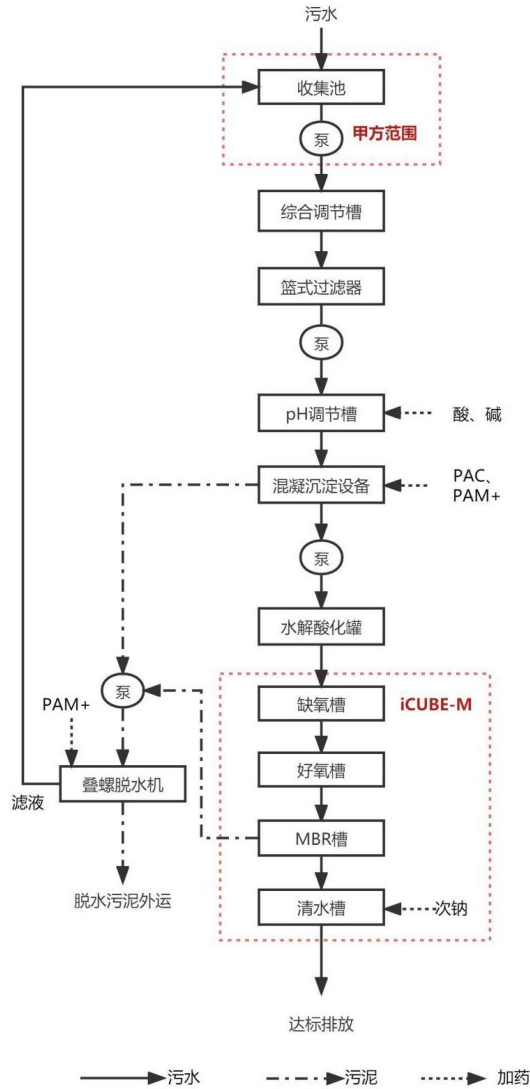 污水
收集池
泵
甲方范围
综合调节槽
篮式过滤器
泵
pH调节槽
酸、碱
混凝沉淀设备
PAC、
PAM+
泵
水解酸化罐
泵
PAM+
缺氧槽
iCUBE-M
叠螺脱水机
好氧槽
滤液
MBR槽
脱水污泥外运
清水槽
次钠
达标排放
污水
污泥
加药